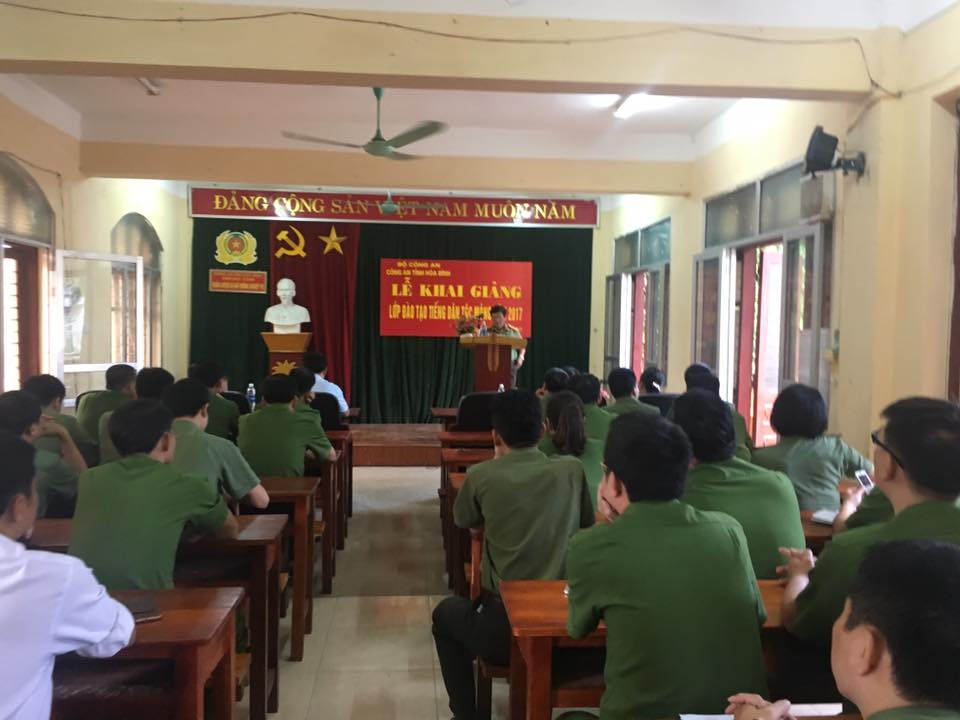 ĐẢNG CỘNG SẢN VIỆT NAM MUÔN NĂM
BỘ CÔNG AN
CÔNG AN TỈNH HÒA BÌNH
LỄ KHAI GIẢNG
LỚP ĐÀO TẠO TIẾNG DÂN TỘC MÔNG 2017